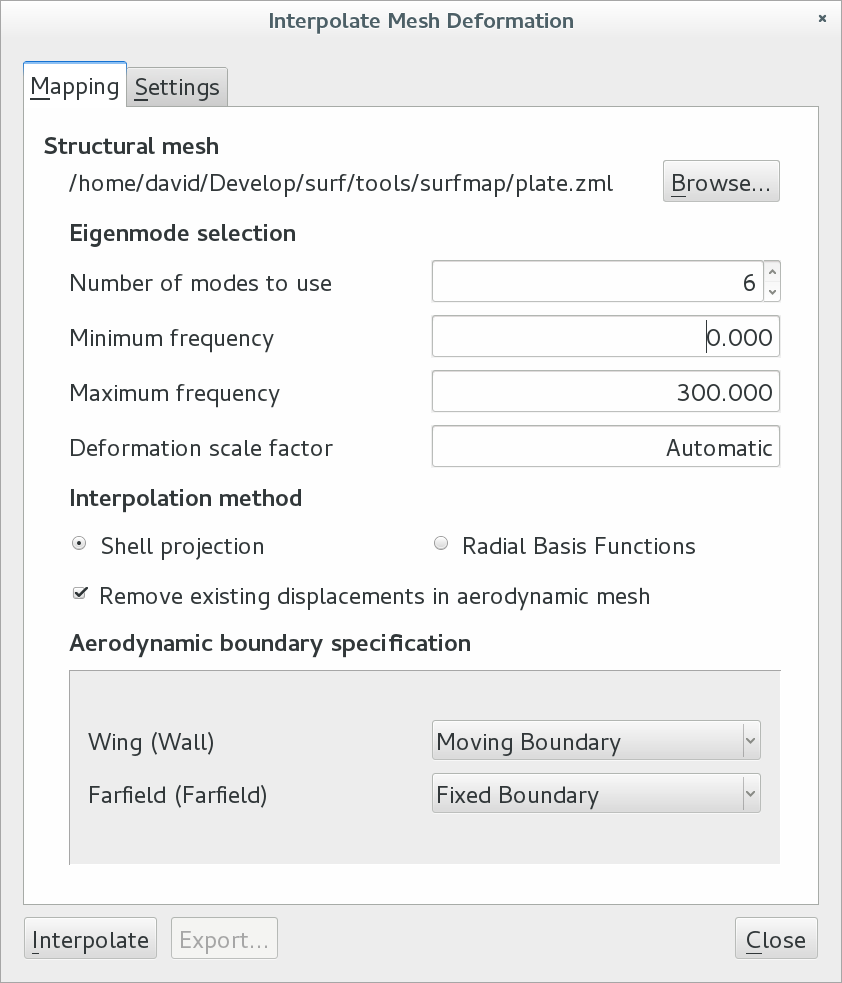 Interpolate Mesh Deformation
Mapping Settings
Structural mesh
/home/david/Develop/surf/tools/surfmap/plate.zml Browse...
Eigenmode selection
Number of modes to use 6
Minimum frequency 0.000
Maximum frequency 300.000
Deformation scale factor Automatic
Interpolation method
Shell projection Radial Basis Functions
Remove existing displacements in aerodynamic mesh
Aerodynamic boundary specification
Wing (Wall) Moving Boundary
Farfield (Farfield) Fixed Boundary
Interpolate Export... Close